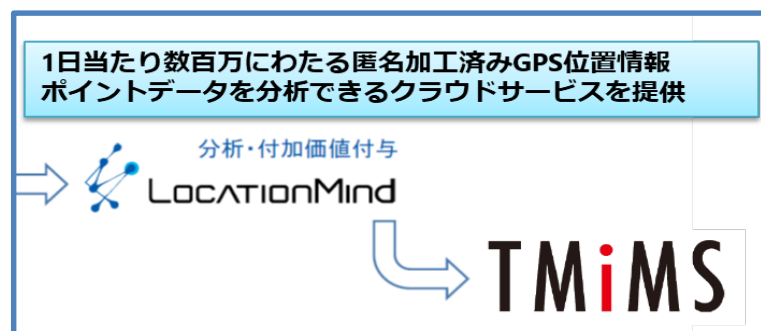 1日当たり数百万にわたる匿名加工済みGPS位置情報
ポイントデータを分析できるクラウドサービスを提供
分析・付加価値付与
LocationMind
TMiMS